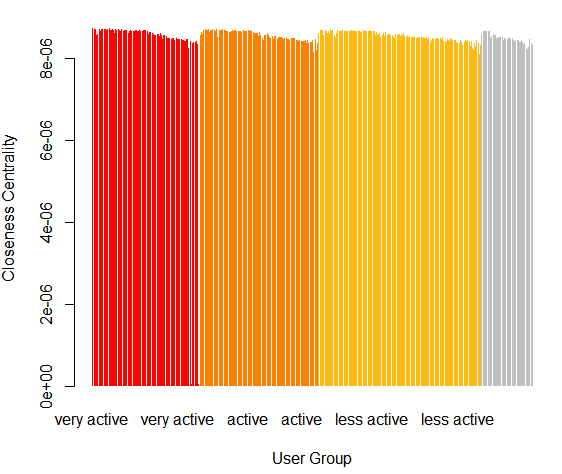 Closeness Centrality
8e-06
6e-06
4e-06
2e-06
0e+00
very active very active active active less active less active
User Group